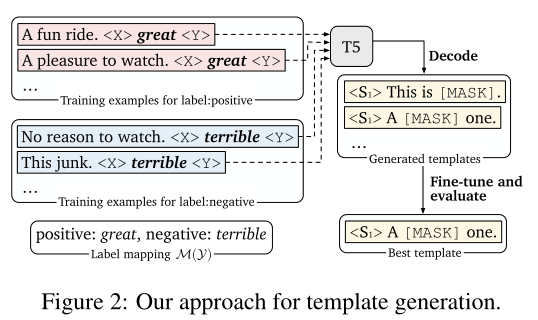 A fun ride. <X> great <Y>
A pleasure to watch. <X> great <Y>
...
Training examples for label:positive
No reason to watch. <X> terrible <Y>
This junk. <X> terrible <Y>
...
Training examples for label:negative
positive: great, negative: terrible
Label mapping M(Y)
T5
Decode
<S₁> This is [MASK].
<S₁> A [MASK] one.
...
Generated templates
Fine-tune and
evaluate
<S₁> A [MASK] one.
Best template
Figure 2: Our approach for template generation.